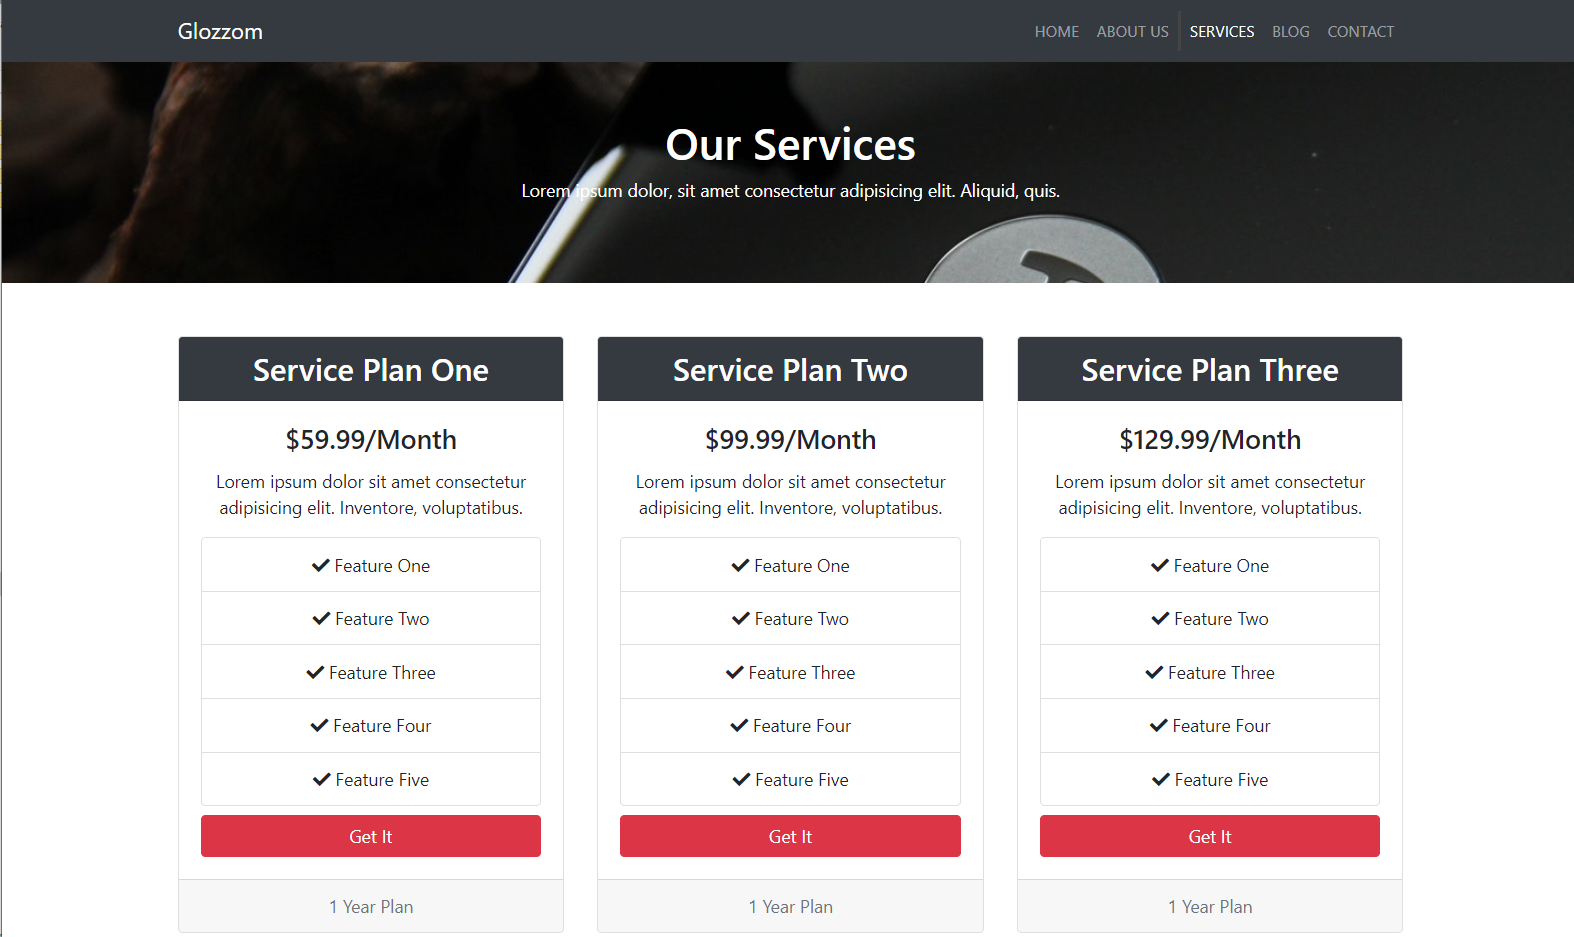 Glozzom
HOME ABOUT US SERVICES BLOG CONTACT
Our Services
Lorem ipsum dolor, sit amet consectetur adipisicing elit. Aliquid, quis.
Service Plan One
$59.99/Month
Lorem ipsum dolor sit amet consectetur
adipisicing elit. Inventore, voluptatibus.
Feature One
Feature Two
Feature Three
Feature Four
Feature Five
Get It
1 Year Plan
Service Plan Two
$99.99/Month
Lorem ipsum dolor sit amet consectetur
adipisicing elit. Inventore, voluptatibus.
Feature One
Feature Two
Feature Three
Feature Four
Feature Five
Get It
1 Year Plan
Service Plan Three
$129.99/Month
Lorem ipsum dolor sit amet consectetur
adipisicing elit. Inventore, voluptatibus.
Feature One
Feature Two
Feature Three
Feature Four
Feature Five
Get It
1 Year Plan